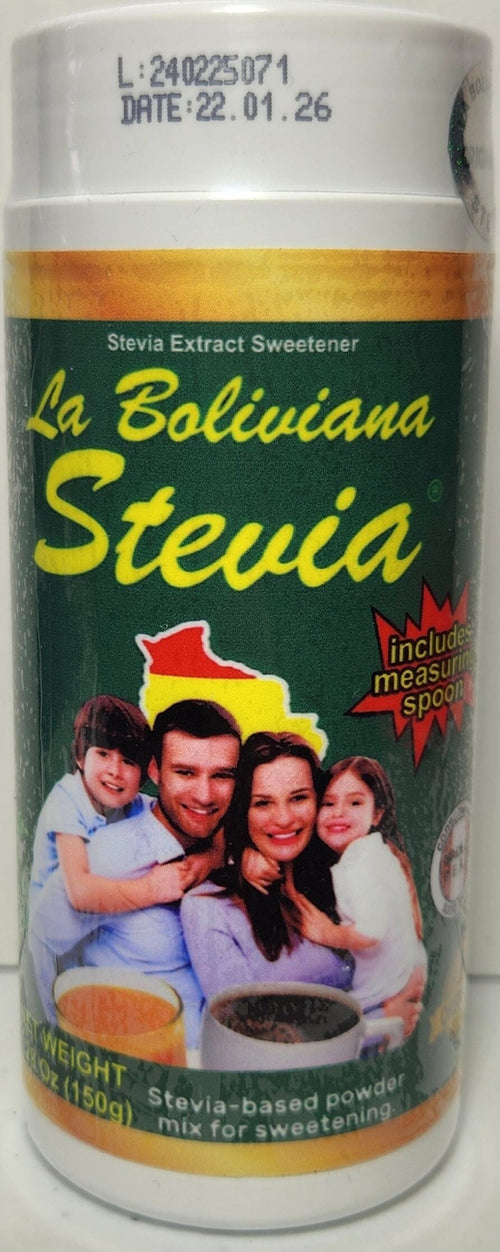 L:240225071
DATE:22.01.26
Stevia Extract Sweetener
La Boliviana
Stevia
®
includes
measuring
spoon
WEIGHT
Oz (150g)
Stevia-based powder
mix for sweetening.